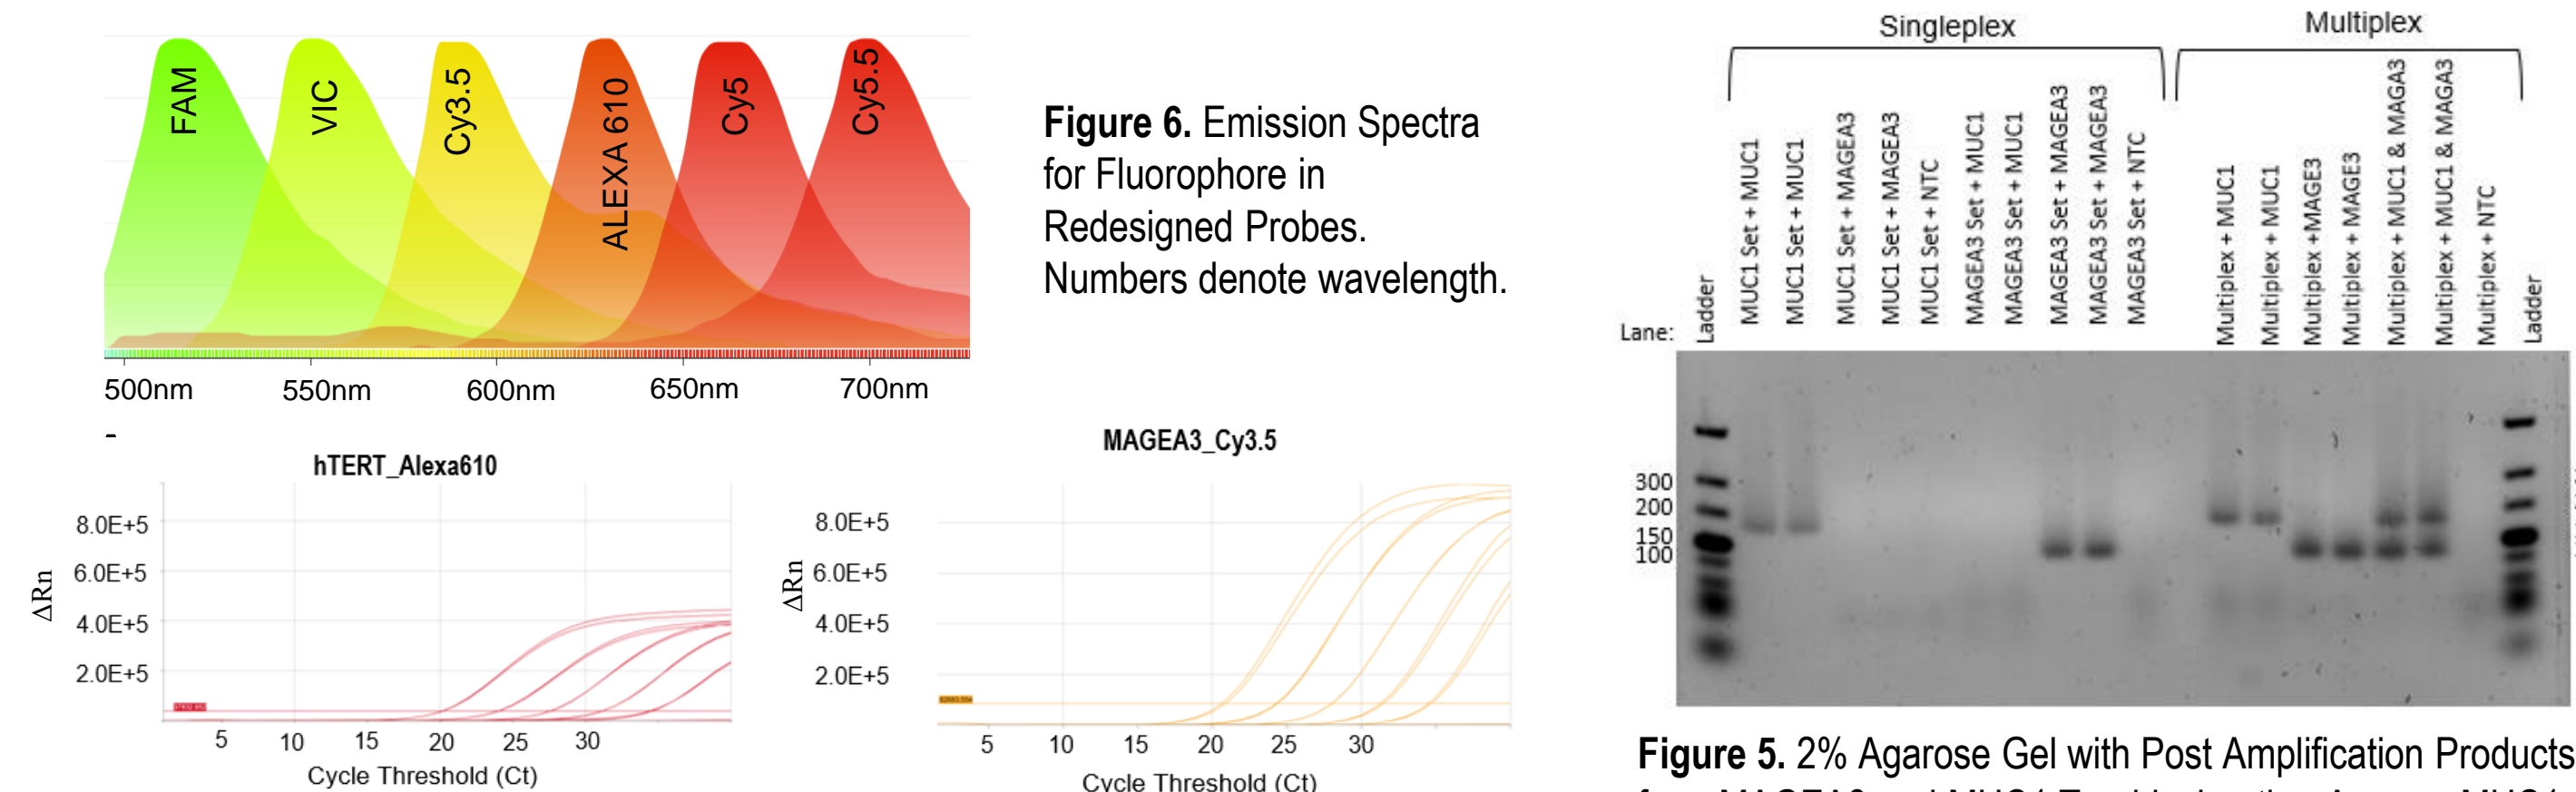 FAM
VIC
Cy3.5
ALEXA 610
Cy5
Cy5.5
500nm
550nm
600nm
650nm
700nm
Figure 6. Emission Spectra
for Fluorophore in
Redesigned Probes.
Numbers denote wavelength.
hTERT_Alexa610
8.0E+5
6.0E+5
4.0E+5
2.0E+5
ΔRn
5
10
15
20
25
30
Cycle Threshold (Ct)
MAGEA3_Cy3.5
8.0E+5
6.0E+5
4.0E+5
2.0E+5
ΔRn
5
10
15
20
25
30
Cycle Threshold (Ct)
Singleplex
Multiplex
Lane:
Ladder
MUC1 Set + MUC1
MUC1 Set + MUC1
MUC1 Set + MAGEA3
MUC1 Set + MAGEA3
MUC1 Set + NTC
MAGEA3 Set + MUC1
MAGEA3 Set + MUC1
MAGEA3 Set + MAGEA3
MAGEA3 Set + MAGEA3
MAGEA3 Set + NTC
Multiplex + MUC1
Multiplex + MUC1
Multiplex +MAGE3
Multiplex + MAGE3
Multiplex + MUC1 & MAGA3
Multiplex + MUC1 & MAGA3
Multiplex + NTC
Ladder
300
200
150
100
Figure 5. 2% Agarose Gel with Post Amplification Products